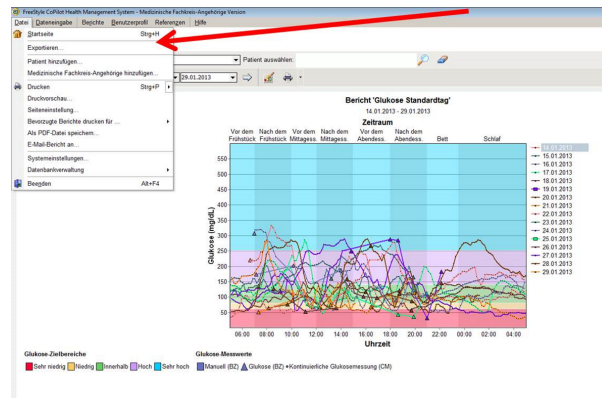 FreeStyle CoPilot Health Management System - Medizinische Fachkreis-Angehörige Version
Datei Dateneingabe Berichte Benutzerprofil Referenzen Hilfe
Startseite Strg+H
Exportieren...
Patient hinzufügen...
Medizinische Fachkreis-Angehörige hinzufügen...
Drucken Strg+P
Druckvorschau...
Seiteneinstellung...
Bevorzugte Berichte drucken für ...
Als PDF-Datei speichern...
E-Mail-Bericht an...
Systemeinstellungen...
Datenbankverwaltung
Beenden Alt+F4
Patient auswählen:
29.01.2013
Bericht 'Glukose Standardtag'
14.01.2013 - 29.01.2013
Zeitraum
Vor dem Nach dem Vor dem Nach dem Vor dem Nach dem
Frühstück Frühstück Mittagess. Mittagess. Abendess. Abendess. Bett Schlaf
Glukose (mg/dL)
550
500
450
400
350
300
250
200
150
100
50
06:00 08:00 10:00 12:00 14:00 16:00 18:00 20:00 22:00 00:00 02:00 04:00
Uhrzeit
14.01.2013
15.01.2013
16.01.2013
17.01.2013
18.01.2013
19.01.2013
20.01.2013
21.01.2013
22.01.2013
23.01.2013
24.01.2013
25.01.2013
26.01.2013
27.01.2013
28.01.2013
29.01.2013
Glukose-Zielbereiche
Sehr niedrig Niedrig Innerhalb Hoch Sehr hoch
Glukose-Messwerte
Manuell (BZ) Glukose (BZ) Kontinuierliche Glukosemessung (CM)